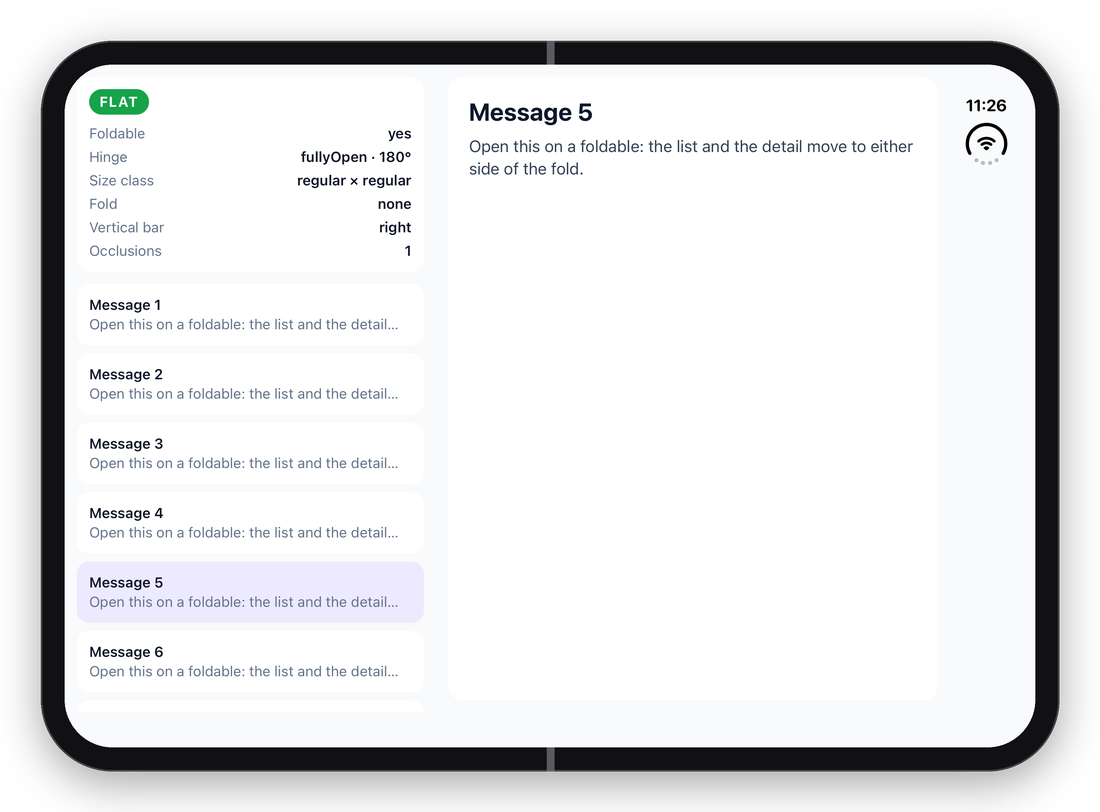 FLAT
Foldable yes
Hinge fullyOpen · 180°
Size class regular × regular
Fold none
Vertical bar right
Occlusions 1
Message 1
Open this on a foldable: the list and the detail...
Message 2
Open this on a foldable: the list and the detail...
Message 3
Open this on a foldable: the list and the detail...
Message 4
Open this on a foldable: the list and the detail...
Message 5
Open this on a foldable: the list and the detail...
Message 6
Open this on a foldable: the list and the detail...
Message 5
Open this on a foldable: the list and the detail move to either
side of the fold.
11:26